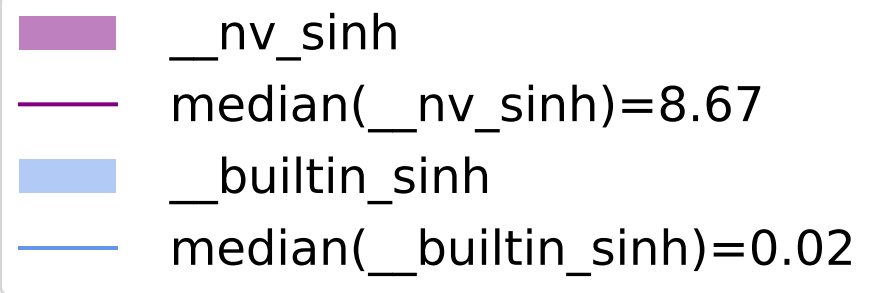 __nv_sinh
median(__nv_sinh)=8.67
__builtin_sinh
median(__builtin_sinh)=0.02